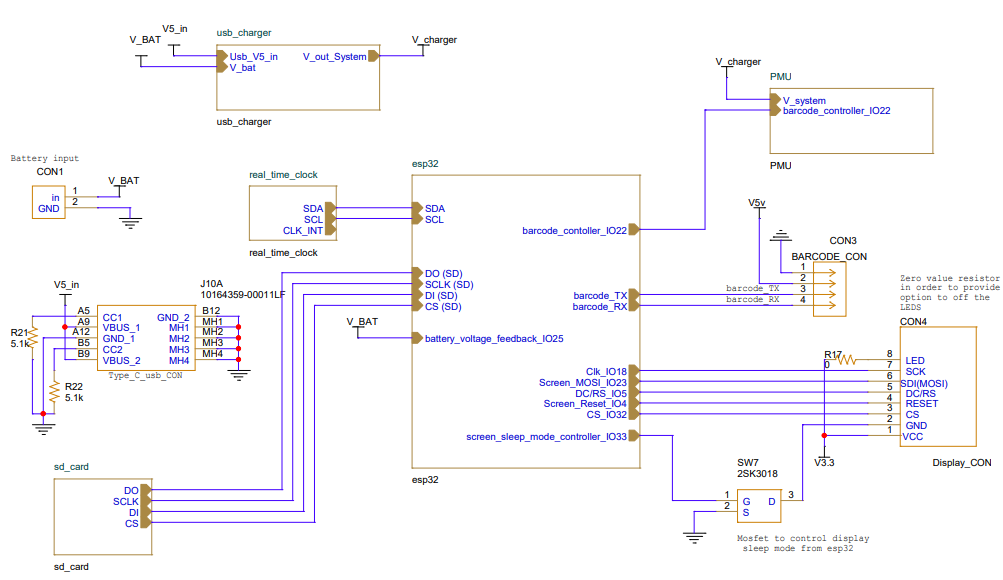 usb_charger
V5_in
V_BAT
Usb_V5_in
V_bat
V_out_System
V_charger
usb_charger
V_charger
PMU
V_system
barcode_controller_IO22
PMU
Battery input
CON1
in
GND
1
2
V_BAT
real_time_clock
SDA
SCL
CLK_INT
real_time_clock
esp32
SDA
SCL
DO (SD)
SCLK (SD)
DI (SD)
CS (SD)
battery_voltage_feedback_IO25
V_BAT
barcode_contoller_IO22
barcode_TX
barcode_RX
Clk_IO18
Screen_MOSI_IO23
DC/RS_IO5
Screen_Reset_IO4
CS_IO32
screen_sleep_mode_controller_IO33
esp32
V5v
CON3
BARCODE_CON
1
2
3
4
barcode_TX
barcode_RX
Zero value resistor
in order to provide
option to off the
LEDS
CON4
R17
0
8
7
6
5
4
3
2
1
LED
SCK
SDI(MOSI)
DC/RS
RESET
CS
GND
VCC
V3.3
Display_CON
V5_in
J10A
10164359-00011LF
A5
A9
A12
B5
B9
CC1
VBUS_1
GND_1
CC2
VBUS_2
GND_2
MH1
MH2
MH3
MH4
B12
MH1
MH2
MH3
MH4
R21
5.1k
R22
5.1k
Type_C_usb_CON
sd_card
DO
SCLK
DI
CS
sd_card
SW7
2SK3018
1
2
G
S
D
3
Mosfet to control display
sleep mode from esp32